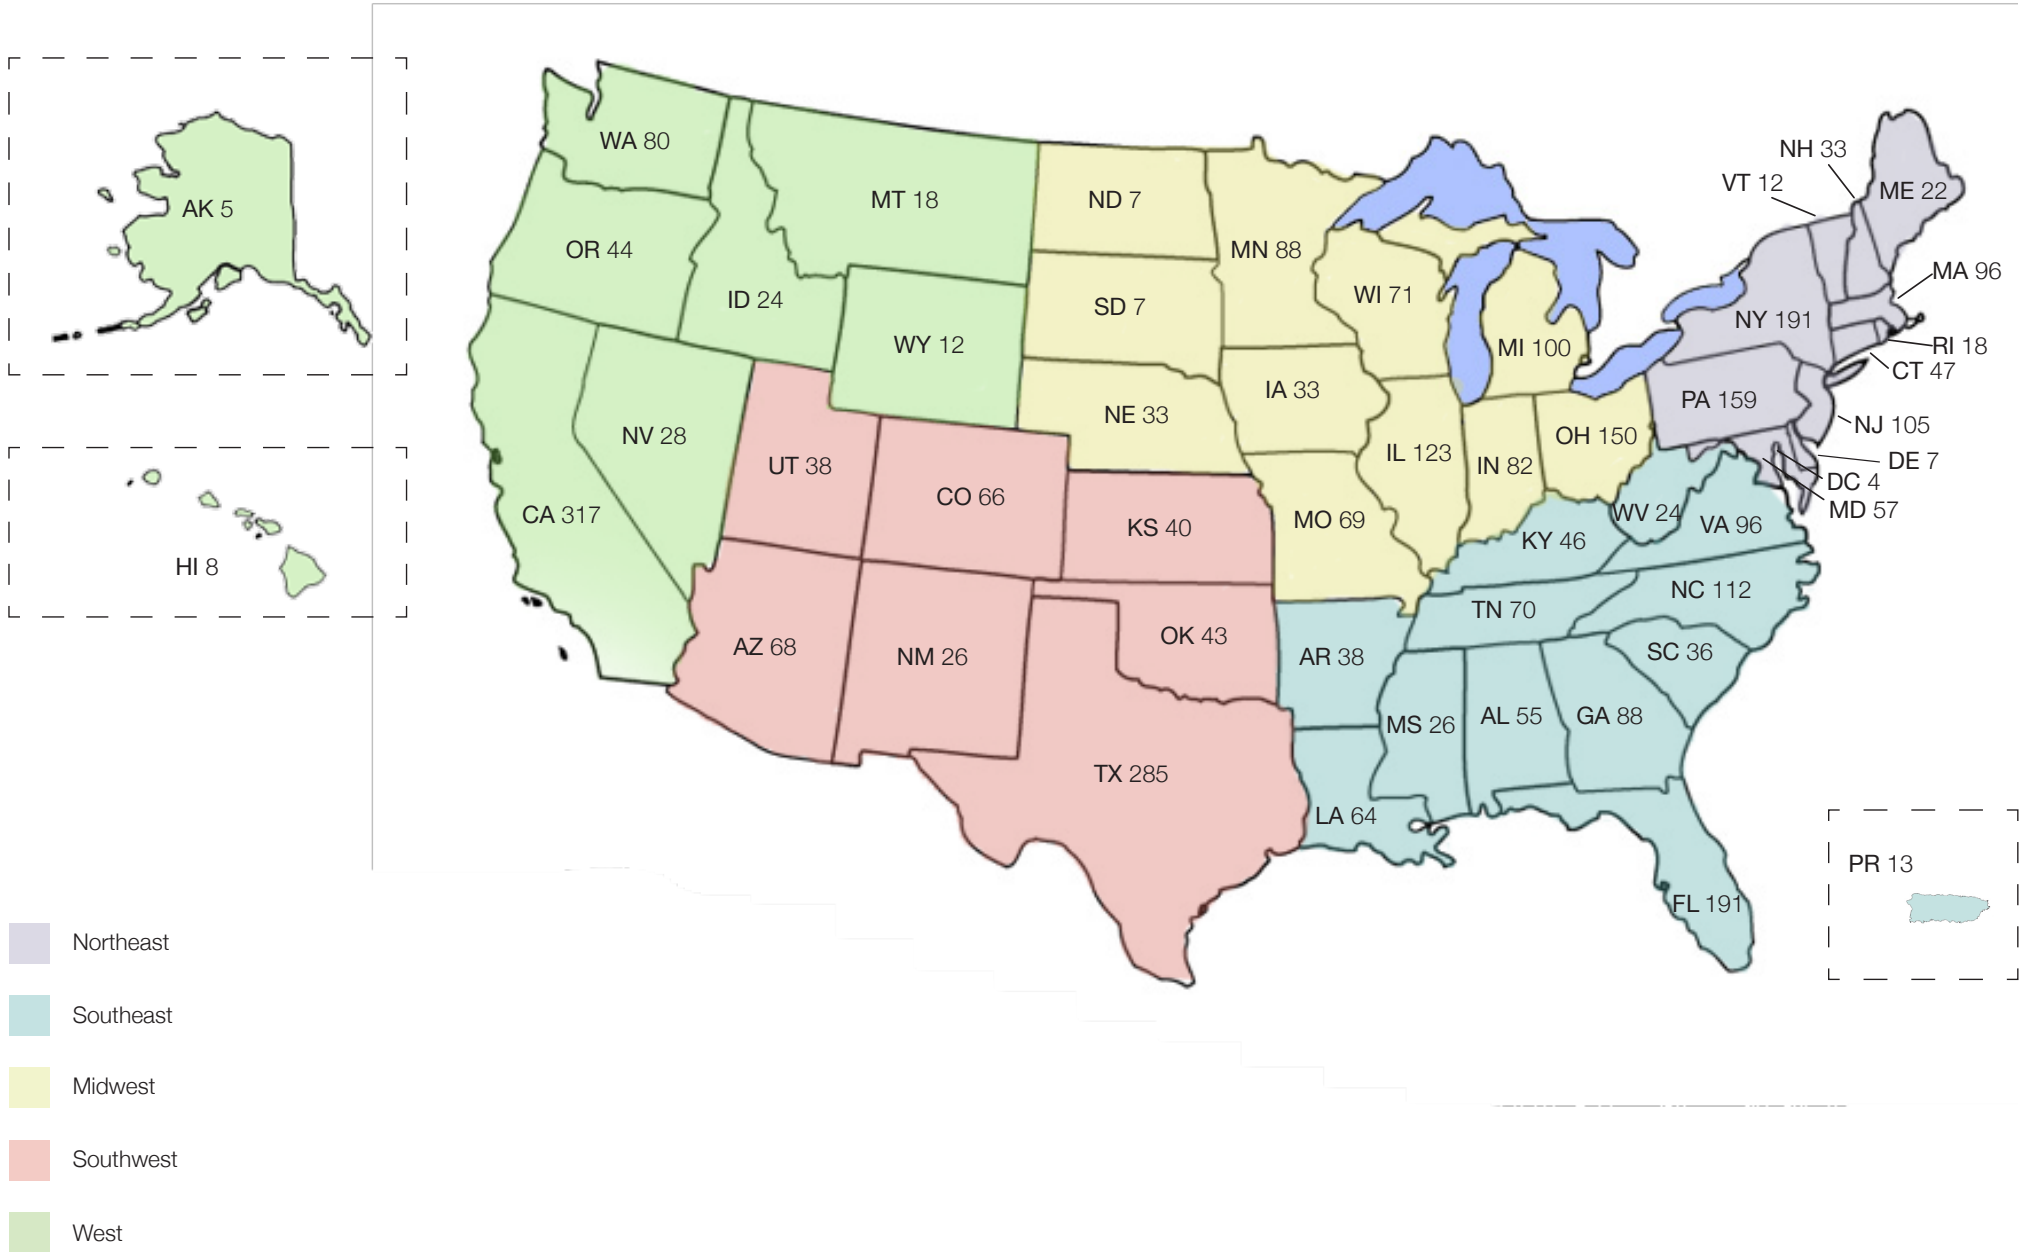 NH 33
VT 12
ME 22
WA 80
MT 18
ND 7
AK 5
OR 44
MN 88
MA 96
ID 24
SD 7
WI 71
NY 191
WY 12
MI 100
RI 18
CT 47
IA 33
PA 159
NE 33
NJ 105
NV 28
OH 150
UT 38
IL 123
IN 82
DE 7
DC 4
CO 66
MD 57
CA 317
KS 40
MO 69
WV 24
VA 96
KY 46
HI 8
NC 112
TN 70
AZ 68
NM 26
OK 43
AR 38
SC 36
MS 26
AL 55
GA 88
TX 285
LA 64
PR 13
FL 191
Northeast
Southeast
Midwest
Southwest
West